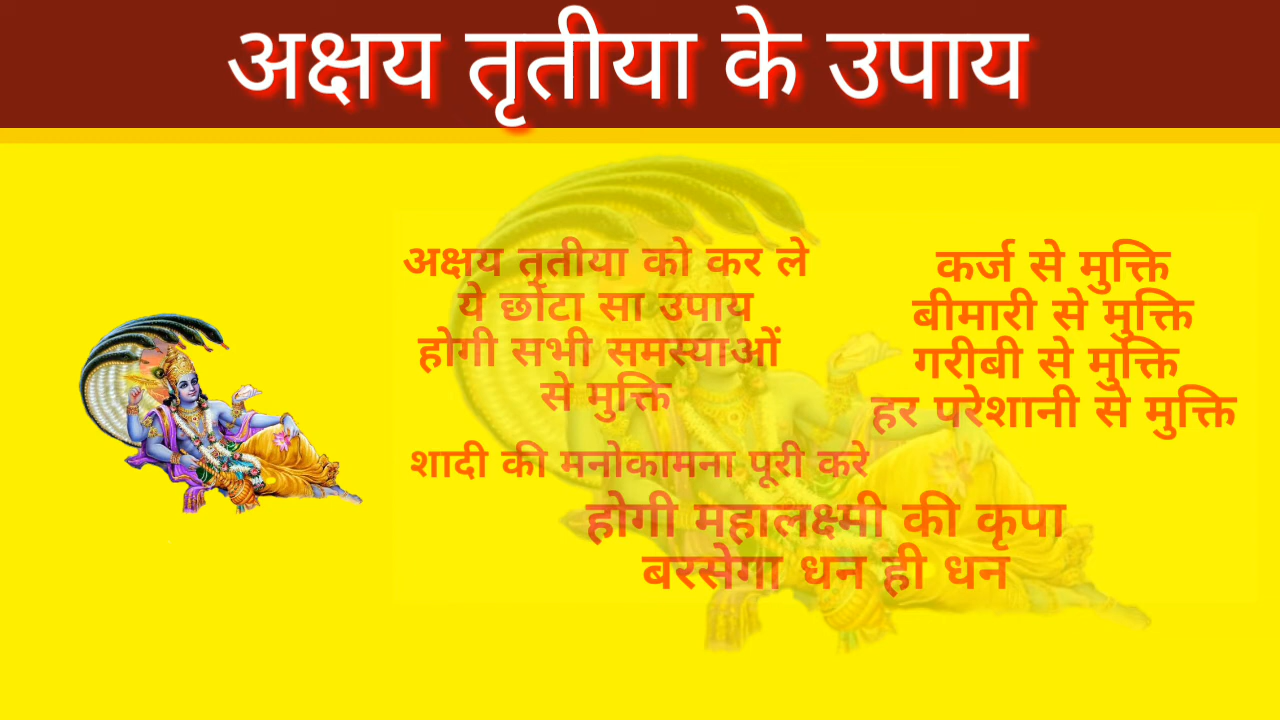 अक्षय तृतीया के उपाय
अक्षय तृतीया को कर ले
ये छोटा सा उपाय
होगी सभी समस्याओं
से मुक्ति
कर्ज से मुक्ति
बीमारी से मुक्ति
गरीबी से मुक्ति
हर परेशानी से मुक्ति
शादी की मनोकामना पूरी करे
होगी महालक्ष्मी की कृपा
बरसेगा धन ही धन